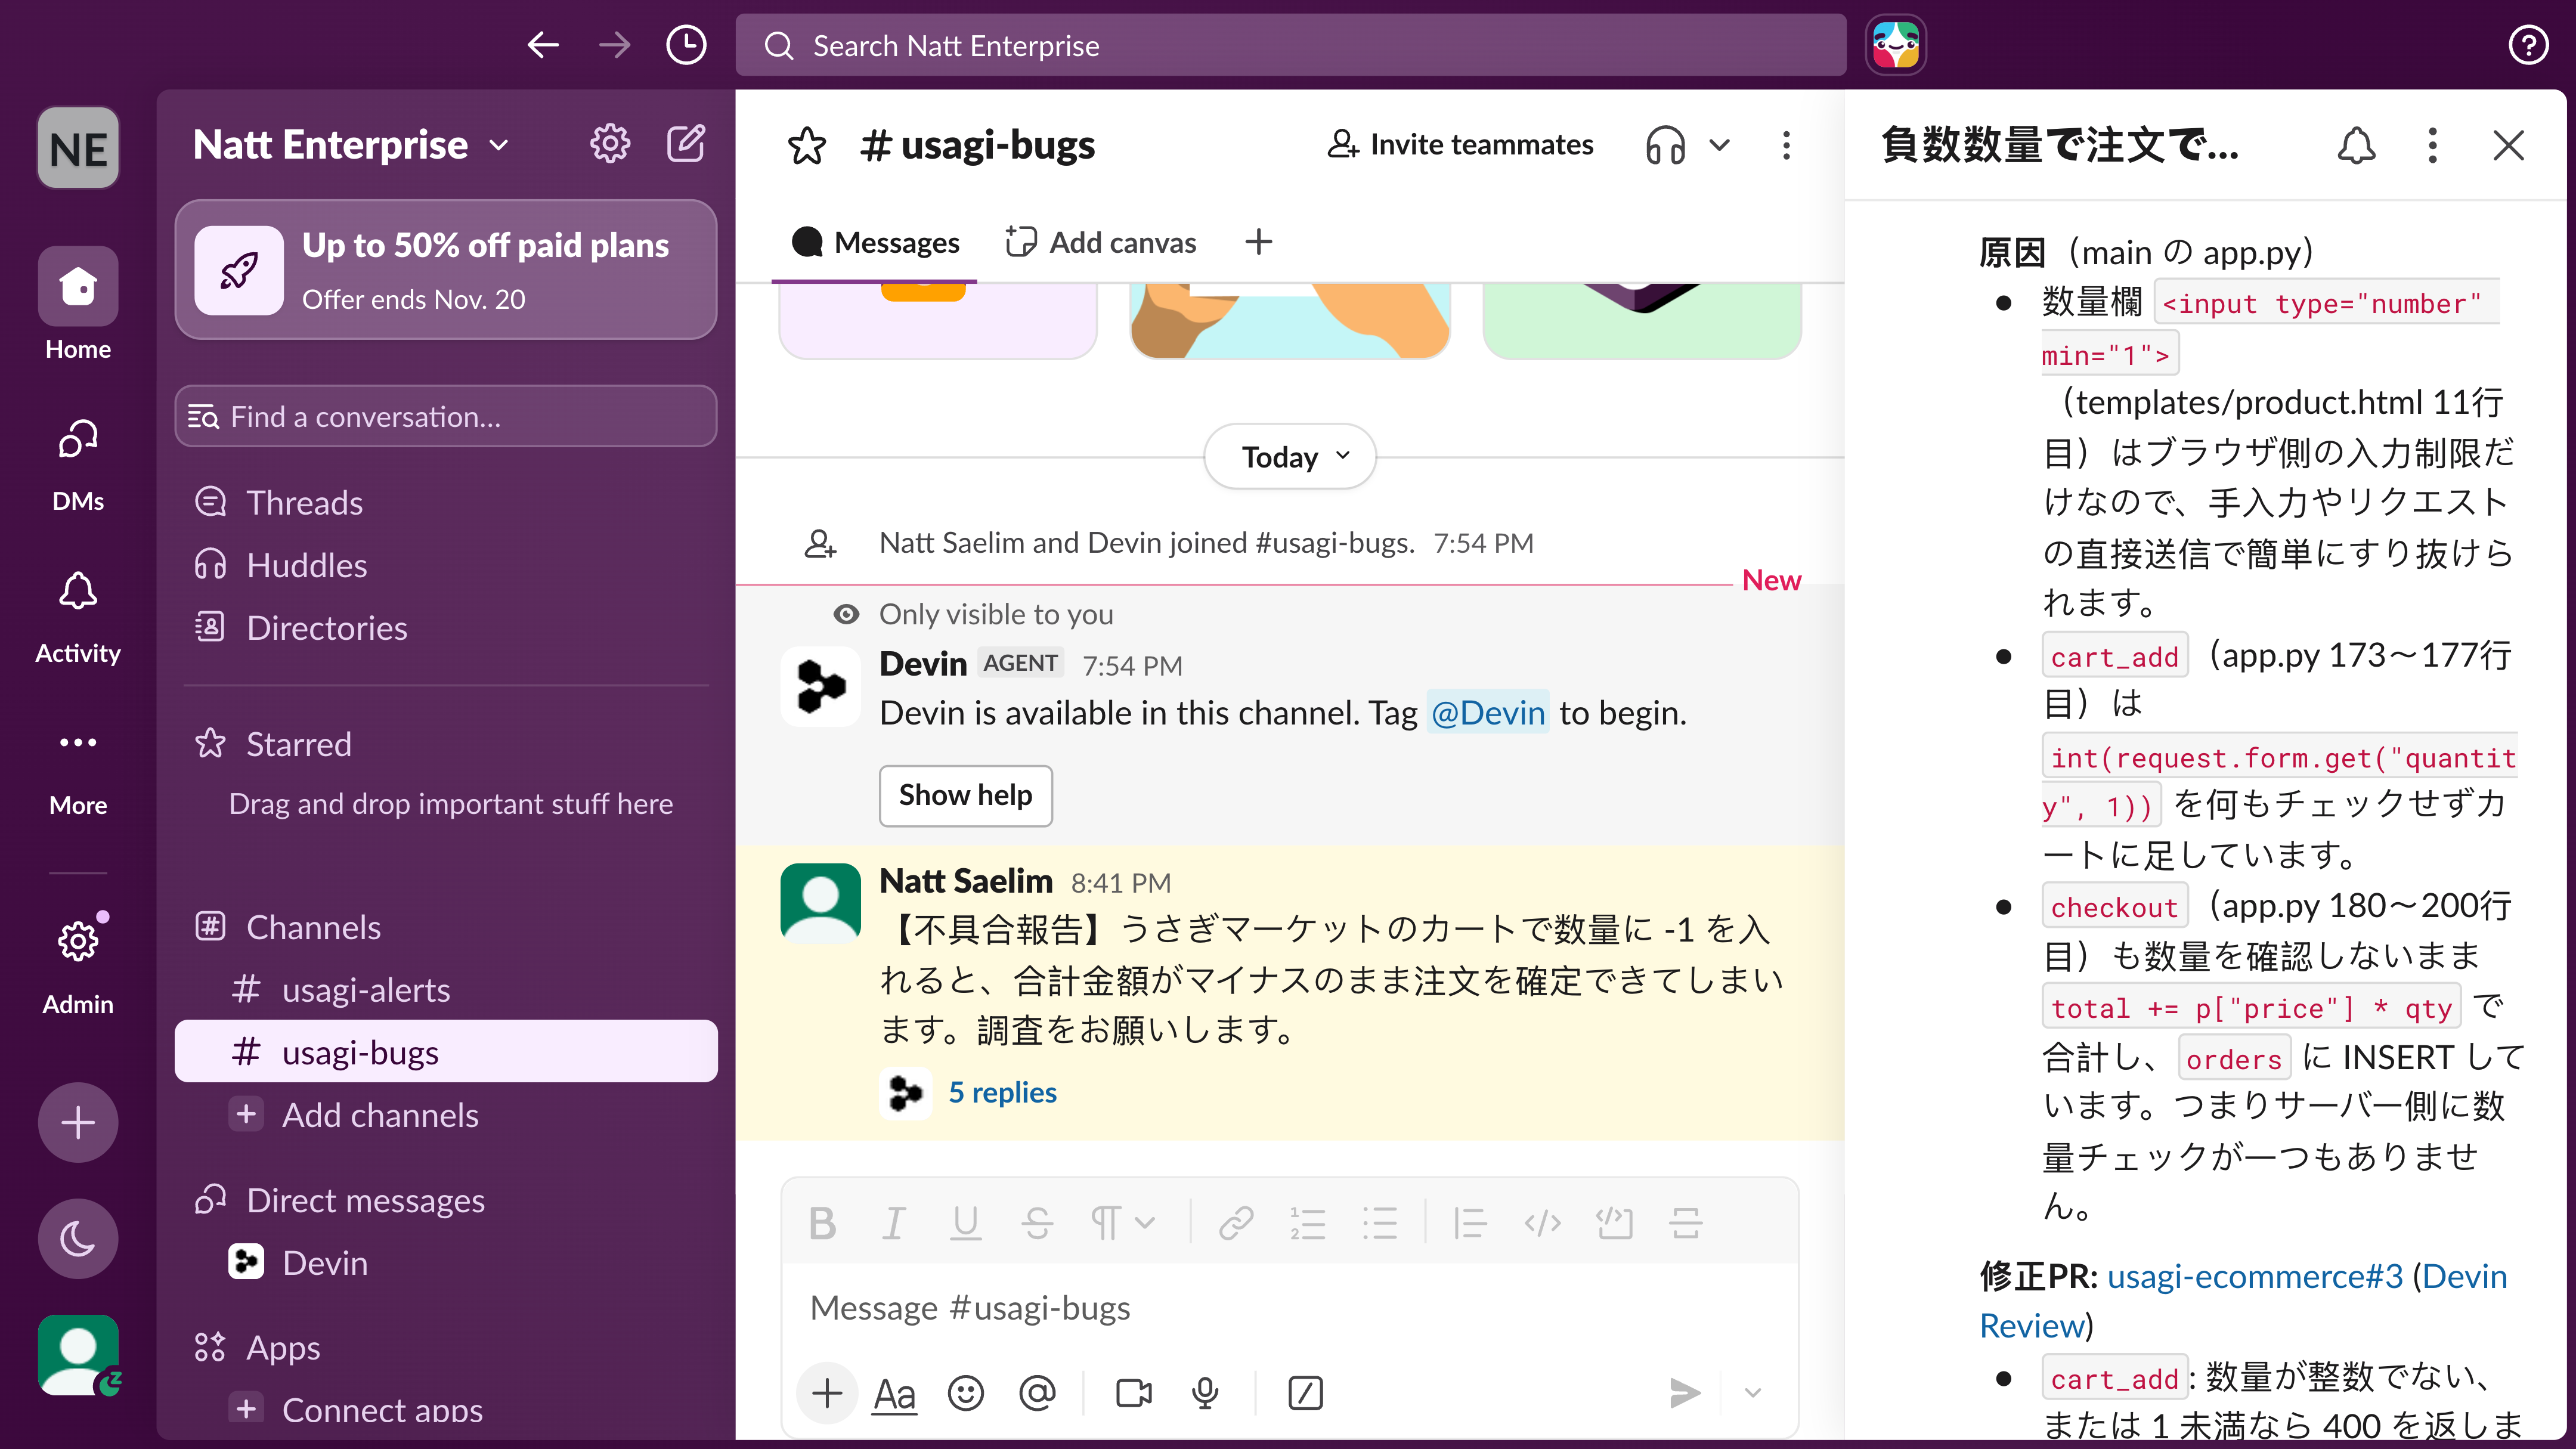 Search Natt Enterprise
NE
Home
DMs
Activity
More
Admin
Natt Enterprise
Up to 50% off paid plans
Offer ends Nov. 20
Find a conversation...
Threads
Huddles
Directories
Starred
Drag and drop important stuff here
Channels
# usagi-alerts
# usagi-bugs
Add channels
Direct messages
Devin
Apps
Connect apps
# usagi-bugs
Invite teammates
Messages
Add canvas
Today
Natt Saelim and Devin joined #usagi-bugs. 7:54 PM
New
Only visible to you
Devin AGENT 7:54 PM
Devin is available in this channel. Tag @Devin to begin.
Show help
Natt Saelim 8:41 PM
【不具合報告】うさぎマーケットのカートで数量に -1 を入
れると、合計金額がマイナスのまま注文を確定できてしまい
ます。調査をお願いします。
5 replies
Message #usagi-bugs
Aa
負数数量で注文で...
原因（main の app.py）
数量欄 <input type="number"
min="1">
（templates/product.html 11行
目）はブラウザ側の入力制限だ
けなので、手入力やリクエスト
の直接送信で簡単にすり抜けら
れます。
cart_add（app.py 173〜177行
目）は
int(request.form.get("quantit
y", 1)) を何もチェックせずカ
ートに足しています。
checkout（app.py 180〜200行
目）も数量を確認しないまま
total += p["price"] * qty で
合計し、orders に INSERT して
います。つまりサーバー側に数
量チェックが一つもありませ
ん。
修正PR: usagi-ecommerce#3 (Devin
Review)
cart_add: 数量が整数でない、
または 1 未満なら 400 を返しま